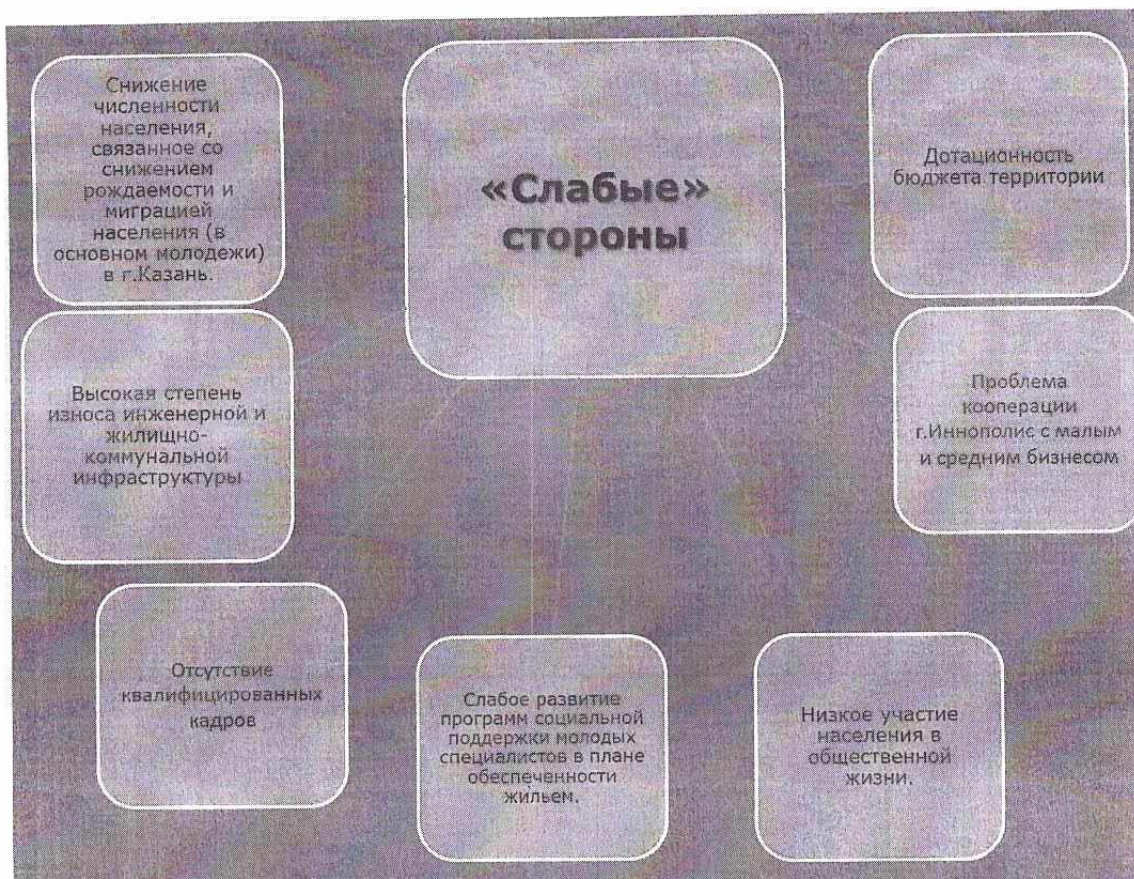 Снижение
численности
населения,
связанное со
снижением
рождаемости и
миграцией
населения (в
основном молодежи)
в г.Казань.
«Слабые»
стороны
Дотационность
бюджета территории
Высокая степень
износа инженерной и
жилищно-
коммунальной
инфраструктуры
Проблема
кооперации
г.Иннополис с малым
и средним бизнесом
Отсутствие
квалифицированных
кадров
Слабое развитие
программ социальной
поддержки молодых
специалистов в плане
обеспеченности
жильем.
Низкое участие
населения в
общественной
жизни.